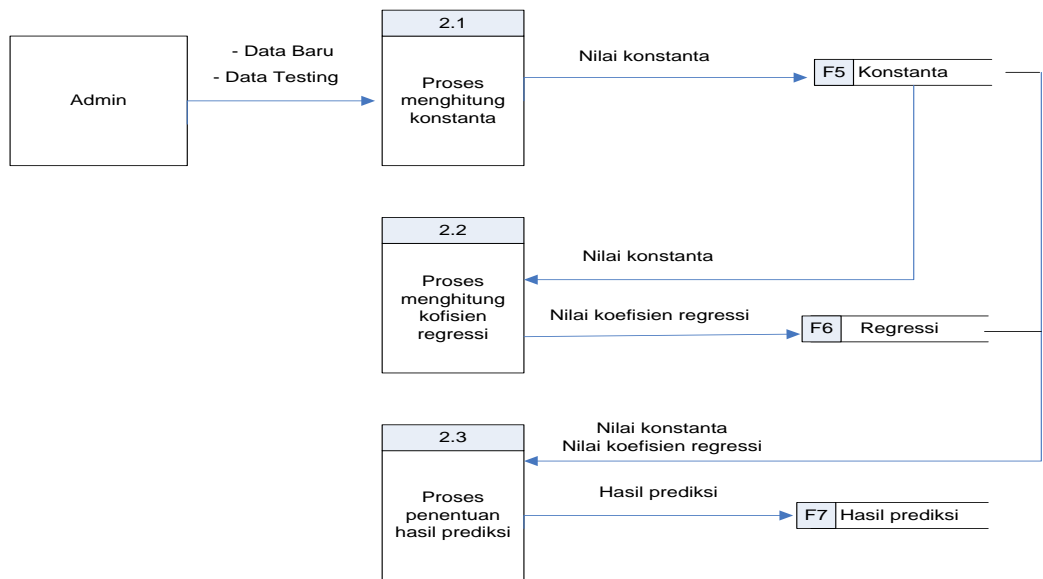 2.1
- Data Baru
- Data Testing
Admin
Proses
menghitung
konstanta
Nilai konstanta
F5 Konstanta
2.2
Proses
menghitung
kofisien
regressi
Nilai konstanta
Nilai koefisien regressi
F6 Regressi
2.3
Proses
penentuan
hasil prediksi
Nilai konstanta
Nilai koefisien regressi
Hasil prediksi
F7 Hasil prediksi